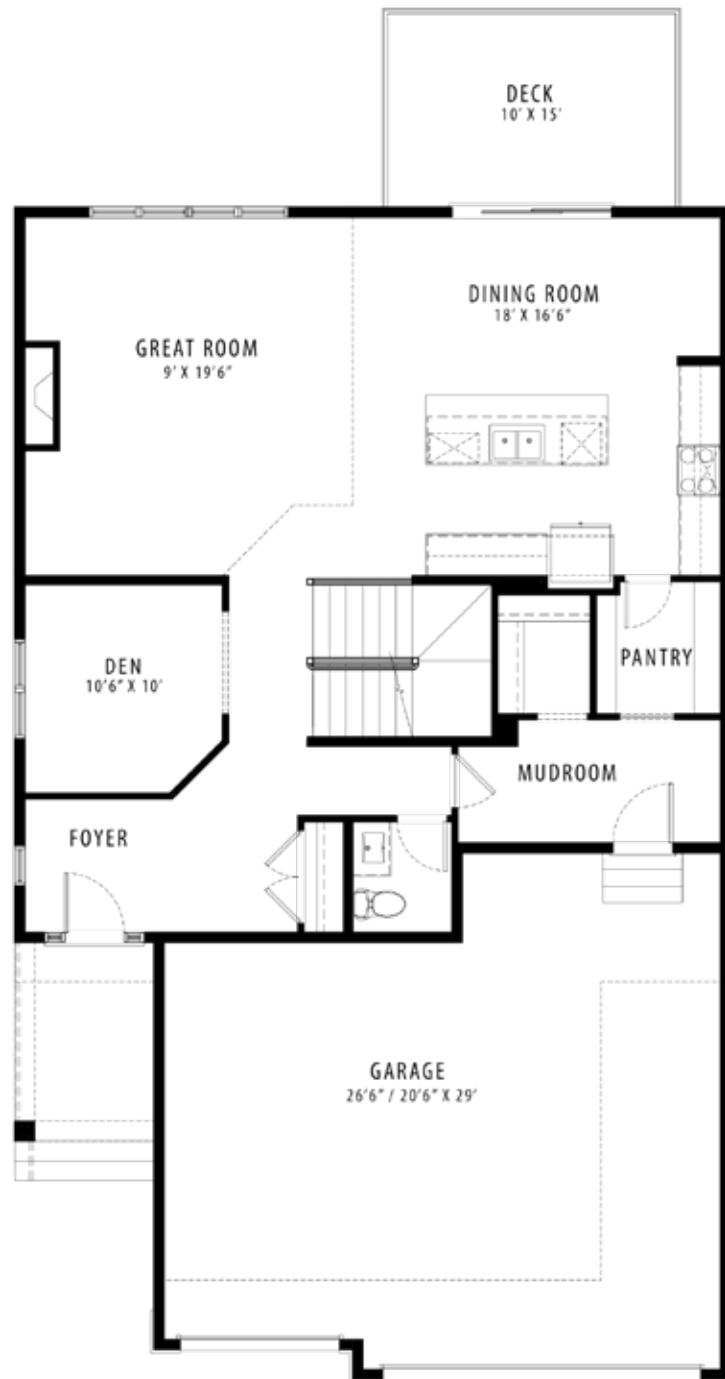 DECK
10' X 15'
DINING ROOM
18' X 16'6"
GREAT ROOM
9' X 19'6"
DEN
10'6" X 10'
PANTRY
MUDROOM
FOYER
GARAGE
26'6" / 20'6" X 29'